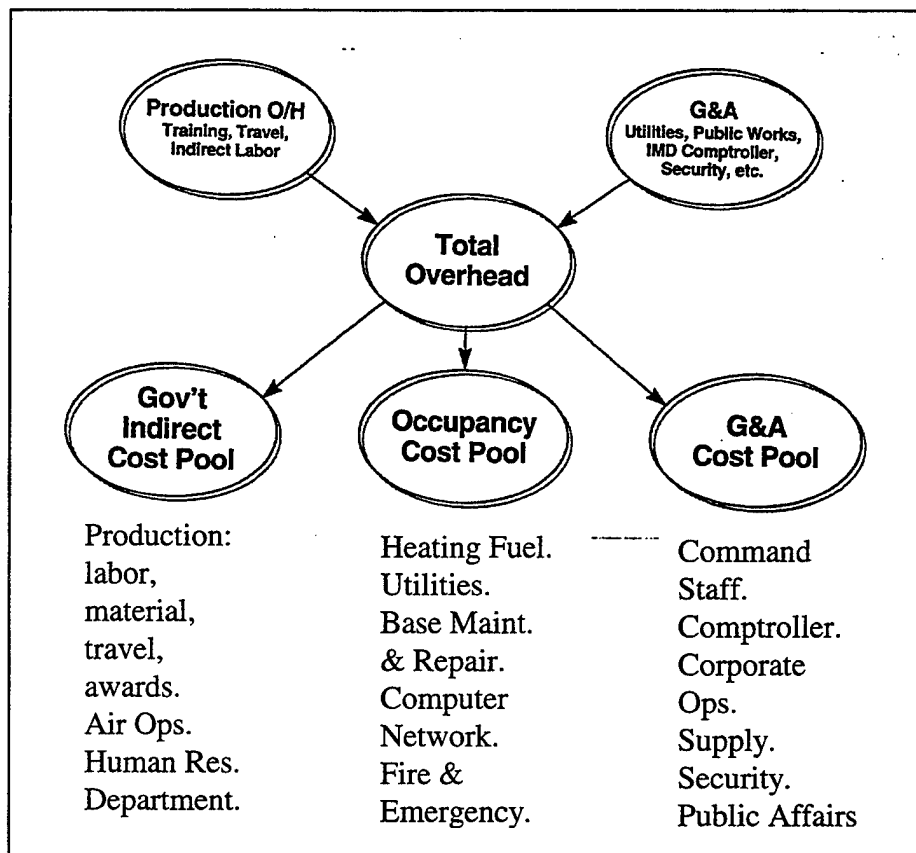 Production O/H
Training, Travel,
Indirect Labor
G&A
Utilities, Public Works,
IMD Comptroller,
Security, etc.
Total
Overhead
Gov't
Indirect
Cost Pool
Occupancy
Cost Pool
G&A
Cost Pool
Production:
labor,
material,
travel,
awards.
Air Ops.
Human Res.
Department.
Heating Fuel.
Utilities.
Base Maint.
& Repair.
Computer
Network.
Fire &
Emergency.
Command
Staff.
Comptroller.
Corporate
Ops.
Supply.
Security.
Public Affairs